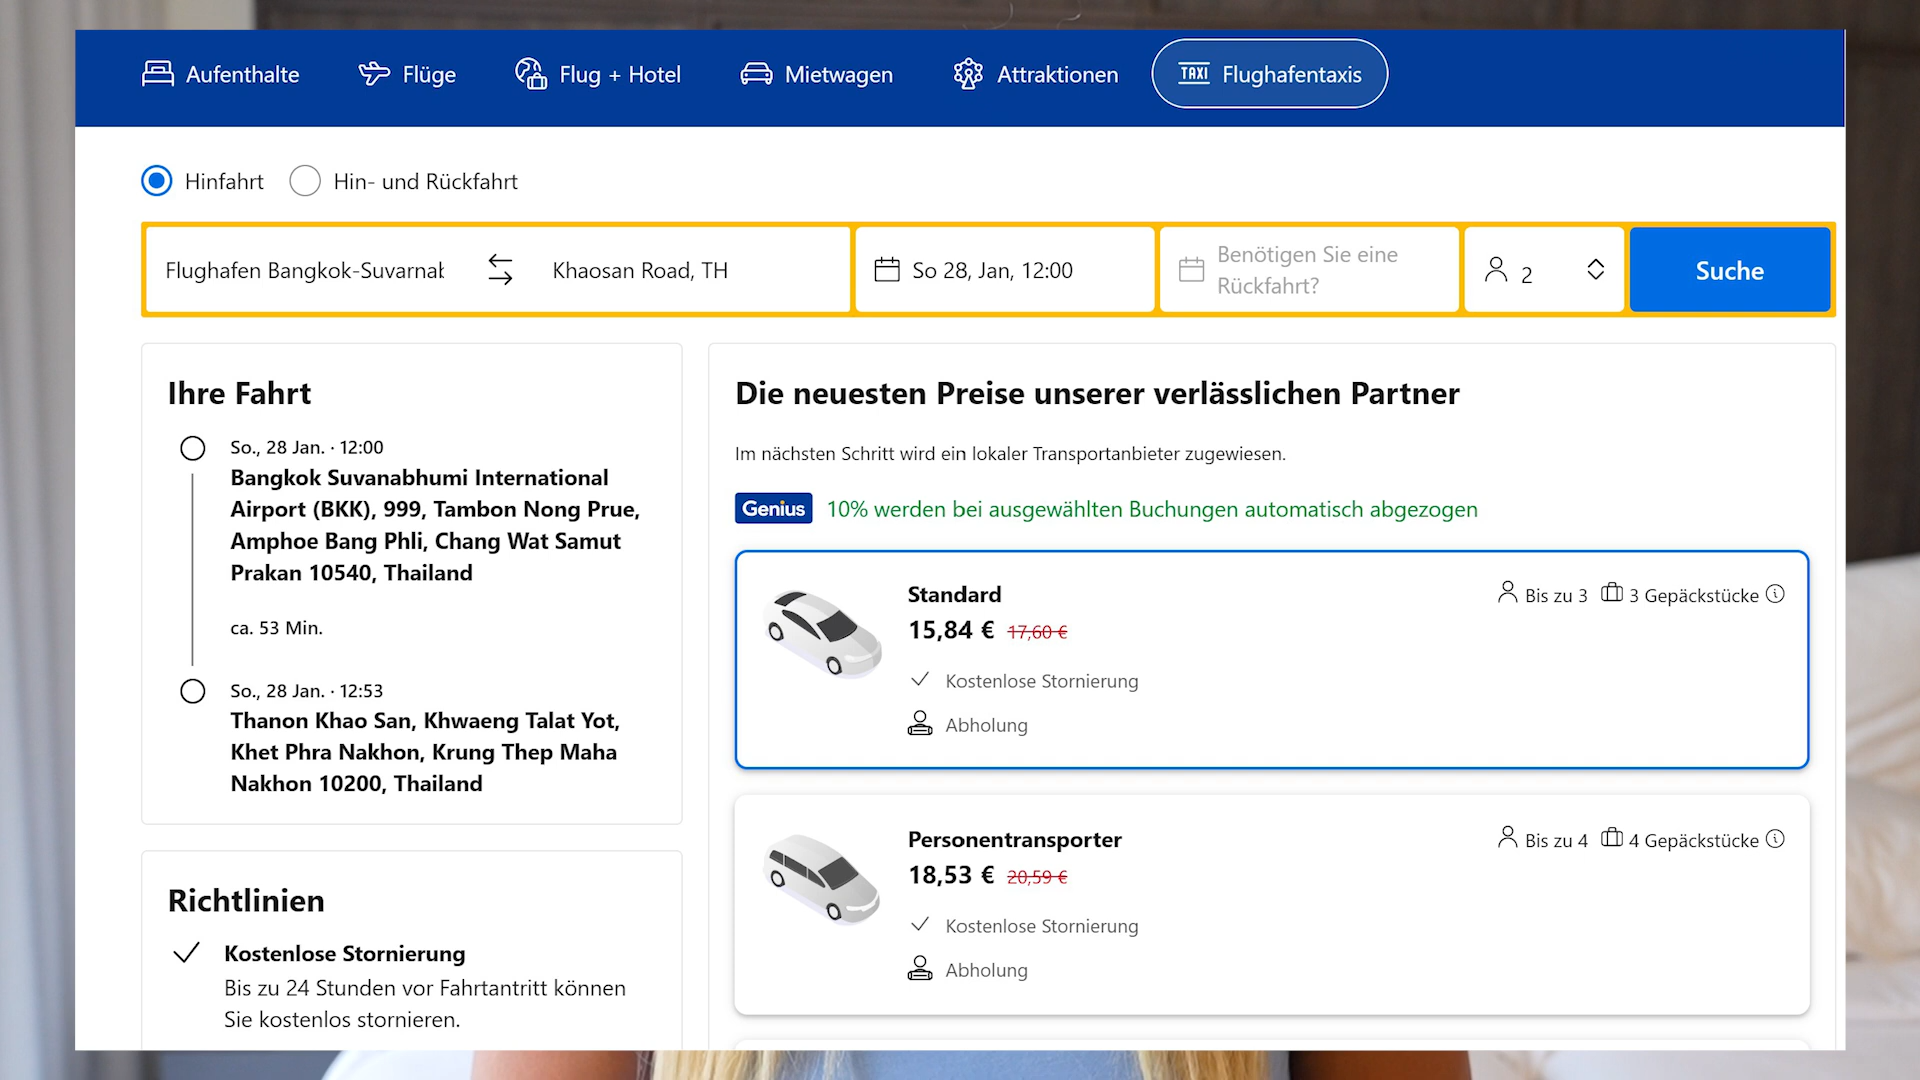 Aufenthalte
Flüge
Flug + Hotel
Mietwagen
Attraktionen
TAXI Flughafentaxis
Hinfahrt
Hin- und Rückfahrt
Flughafen Bangkok-Suvarnab
Khaosan Road, TH
So 28, Jan, 12:00
Benötigen Sie eine
Rückfahrt?
2
Suche
Ihre Fahrt
So., 28 Jan. · 12:00
Bangkok Suvanabhumi International
Airport (BKK), 999, Tambon Nong Prue,
Amphoe Bang Phli, Chang Wat Samut
Prakan 10540, Thailand
ca. 53 Min.
So., 28 Jan. · 12:53
Thanon Khao San, Khwaeng Talat Yot,
Khet Phra Nakhon, Krung Thep Maha
Nakhon 10200, Thailand
Richtlinien
Kostenlose Stornierung
Bis zu 24 Stunden vor Fahrtantritt können
Sie kostenlos stornieren.
Die neuesten Preise unserer verlässlichen Partner
Im nächsten Schritt wird ein lokaler Transportanbieter zugewiesen.
Genius 10% werden bei ausgewählten Buchungen automatisch abgezogen
Standard
Bis zu 3 3 Gepäckstücke
15,84 € 17,60 €
Kostenlose Stornierung
Abholung
Personentransporter
Bis zu 4 4 Gepäckstücke
18,53 € 20,59 €
Kostenlose Stornierung
Abholung